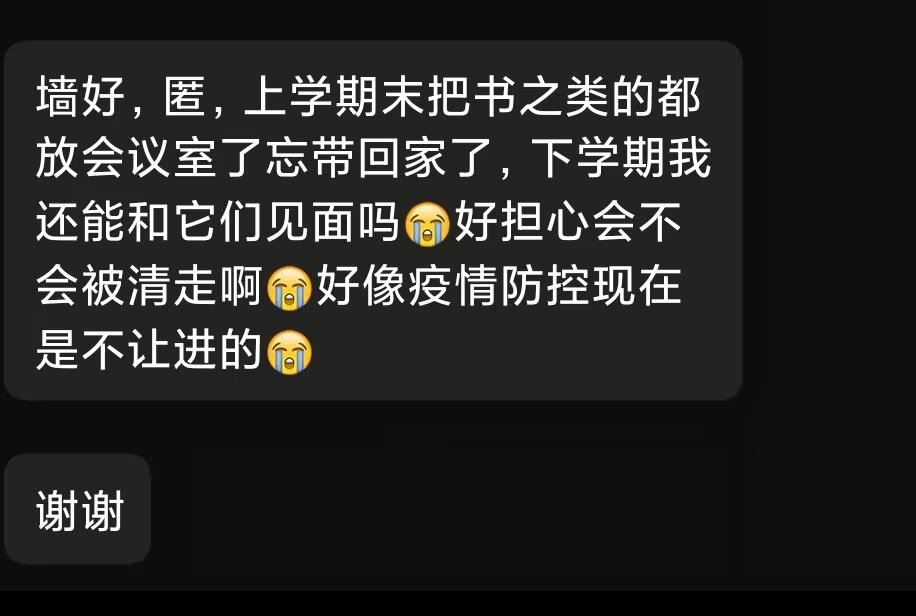 墙好，匿，上学期末把书之类的都
放会议室了忘带回家了，下学期我
还能和它们见面吗😭好担心会不
会被清走啊😭好像疫情防控现在
是不让进的😭
谢谢